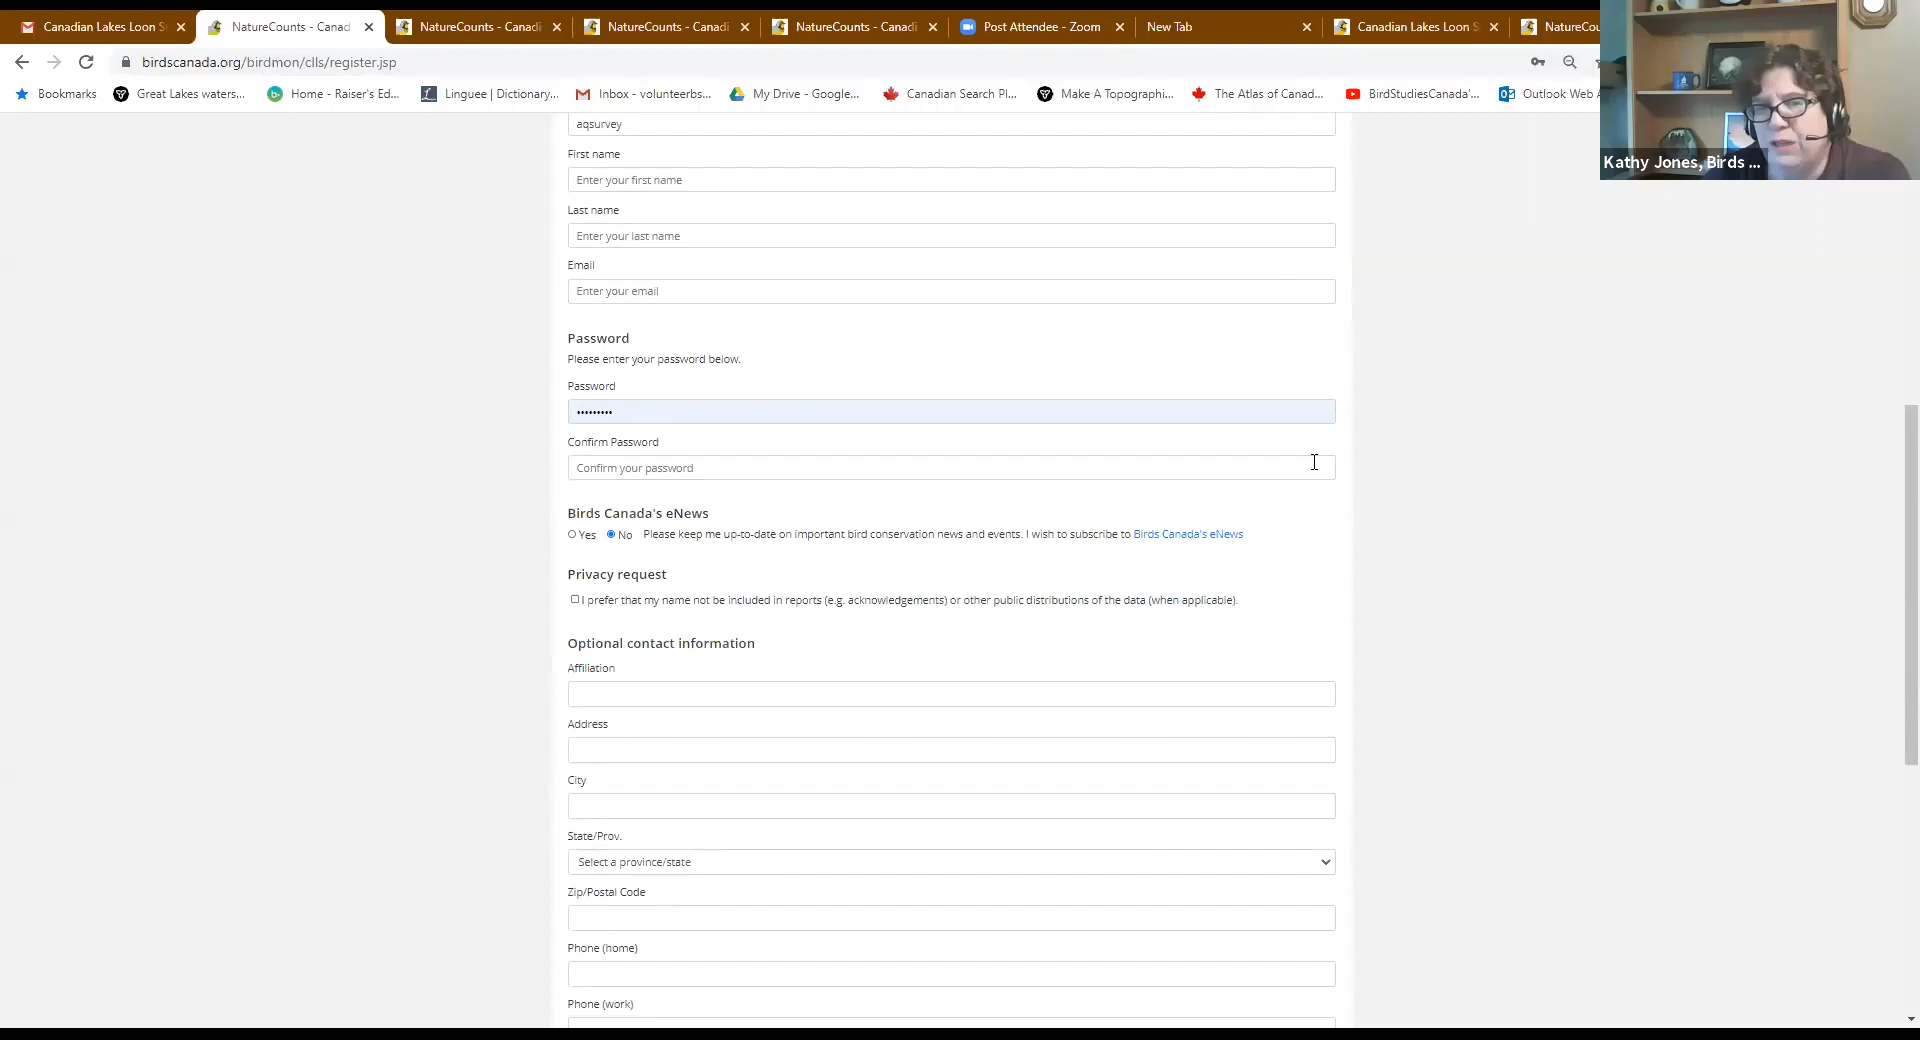 Canadian Lakes Loon S
NatureCounts - Canad
NatureCounts - Canadi
NatureCounts - Canadi
NatureCounts - Canadi
Post Attendee - Zoom
New Tab
Canadian Lakes Loon S
NatureCou
birdscanada.org/birdmon/clls/register.jsp
Bookmarks
Great Lakes waters...
Home - Raiser's Ed...
Linguee | Dictionary...
Inbox - volunteerbs...
My Drive - Google...
Canadian Search Pl...
Make A Topographi...
The Atlas of Canad...
BirdStudiesCanada'...
Outlook Web A
Kathy Jones, Birds ...
aqsurvey
First name
Enter your first name
Last name
Enter your last name
Email
Enter your email
Password
Please enter your password below.
Password
•••••••••
Confirm Password
Confirm your password
Birds Canada's eNews
Yes No Please keep me up-to-date on important bird conservation news and events. I wish to subscribe to Birds Canada's eNews
Privacy request
I prefer that my name not be included in reports (e.g. acknowledgements) or other public distributions of the data (when applicable).
Optional contact information
Affiliation
Address
City
State/Prov.
Select a province/state
Zip/Postal Code
Phone (home)
Phone (work)